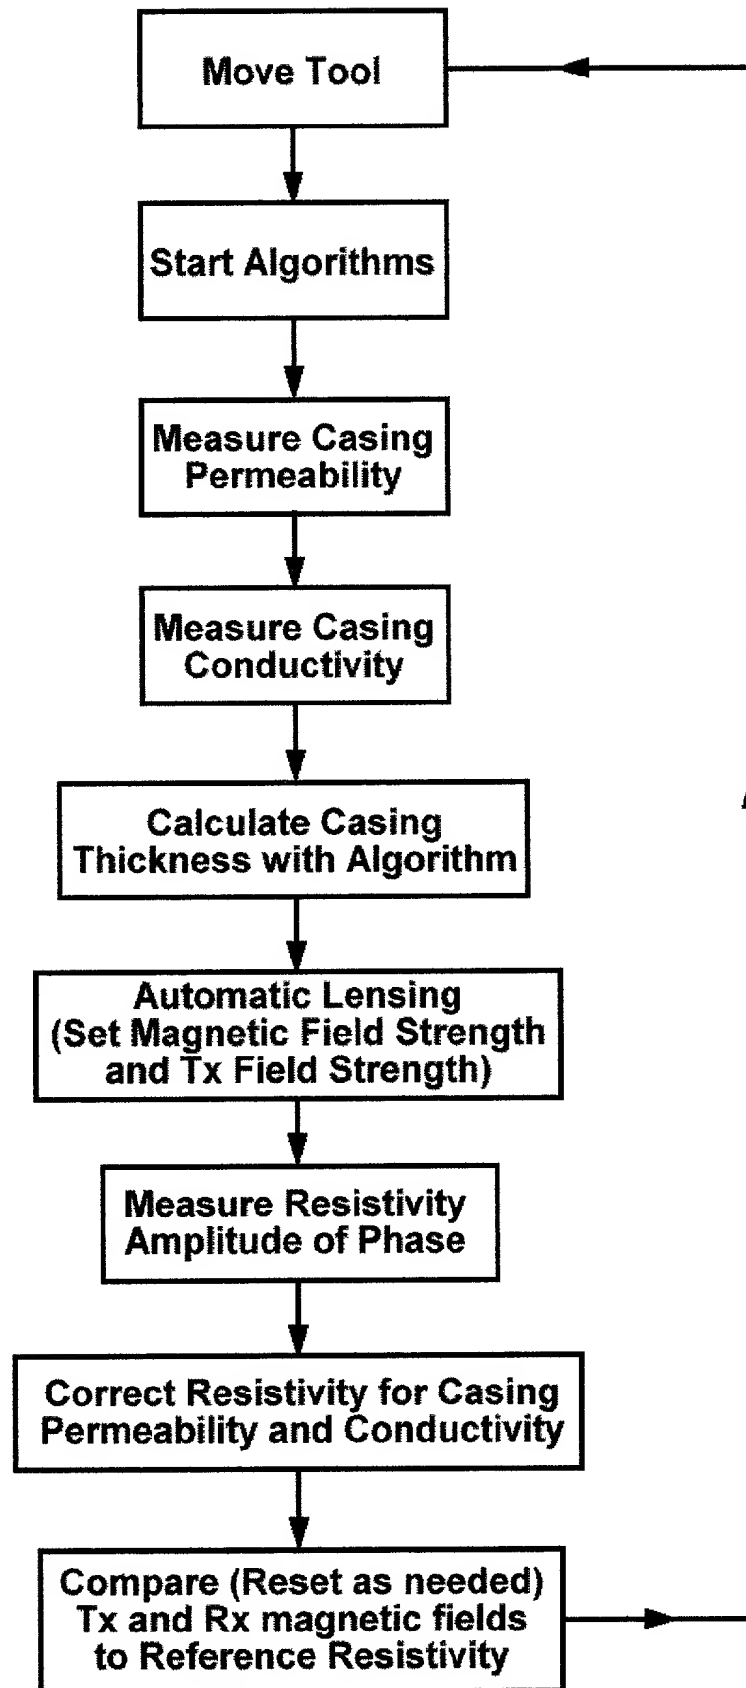 Move Tool
Start Algorithms
Measure Casing
Permeability
Measure Casing
Conductivity
Calculate Casing
Thickness with Algorithm
Automatic Lensing
(Set Magnetic Field Strength
and Tx Field Strength)
Measure Resistivity
Amplitude of Phase
Correct Resistivity for Casing
Permeability and Conductivity
Compare (Reset as needed)
Tx and Rx magnetic fields
to Reference Resistivity